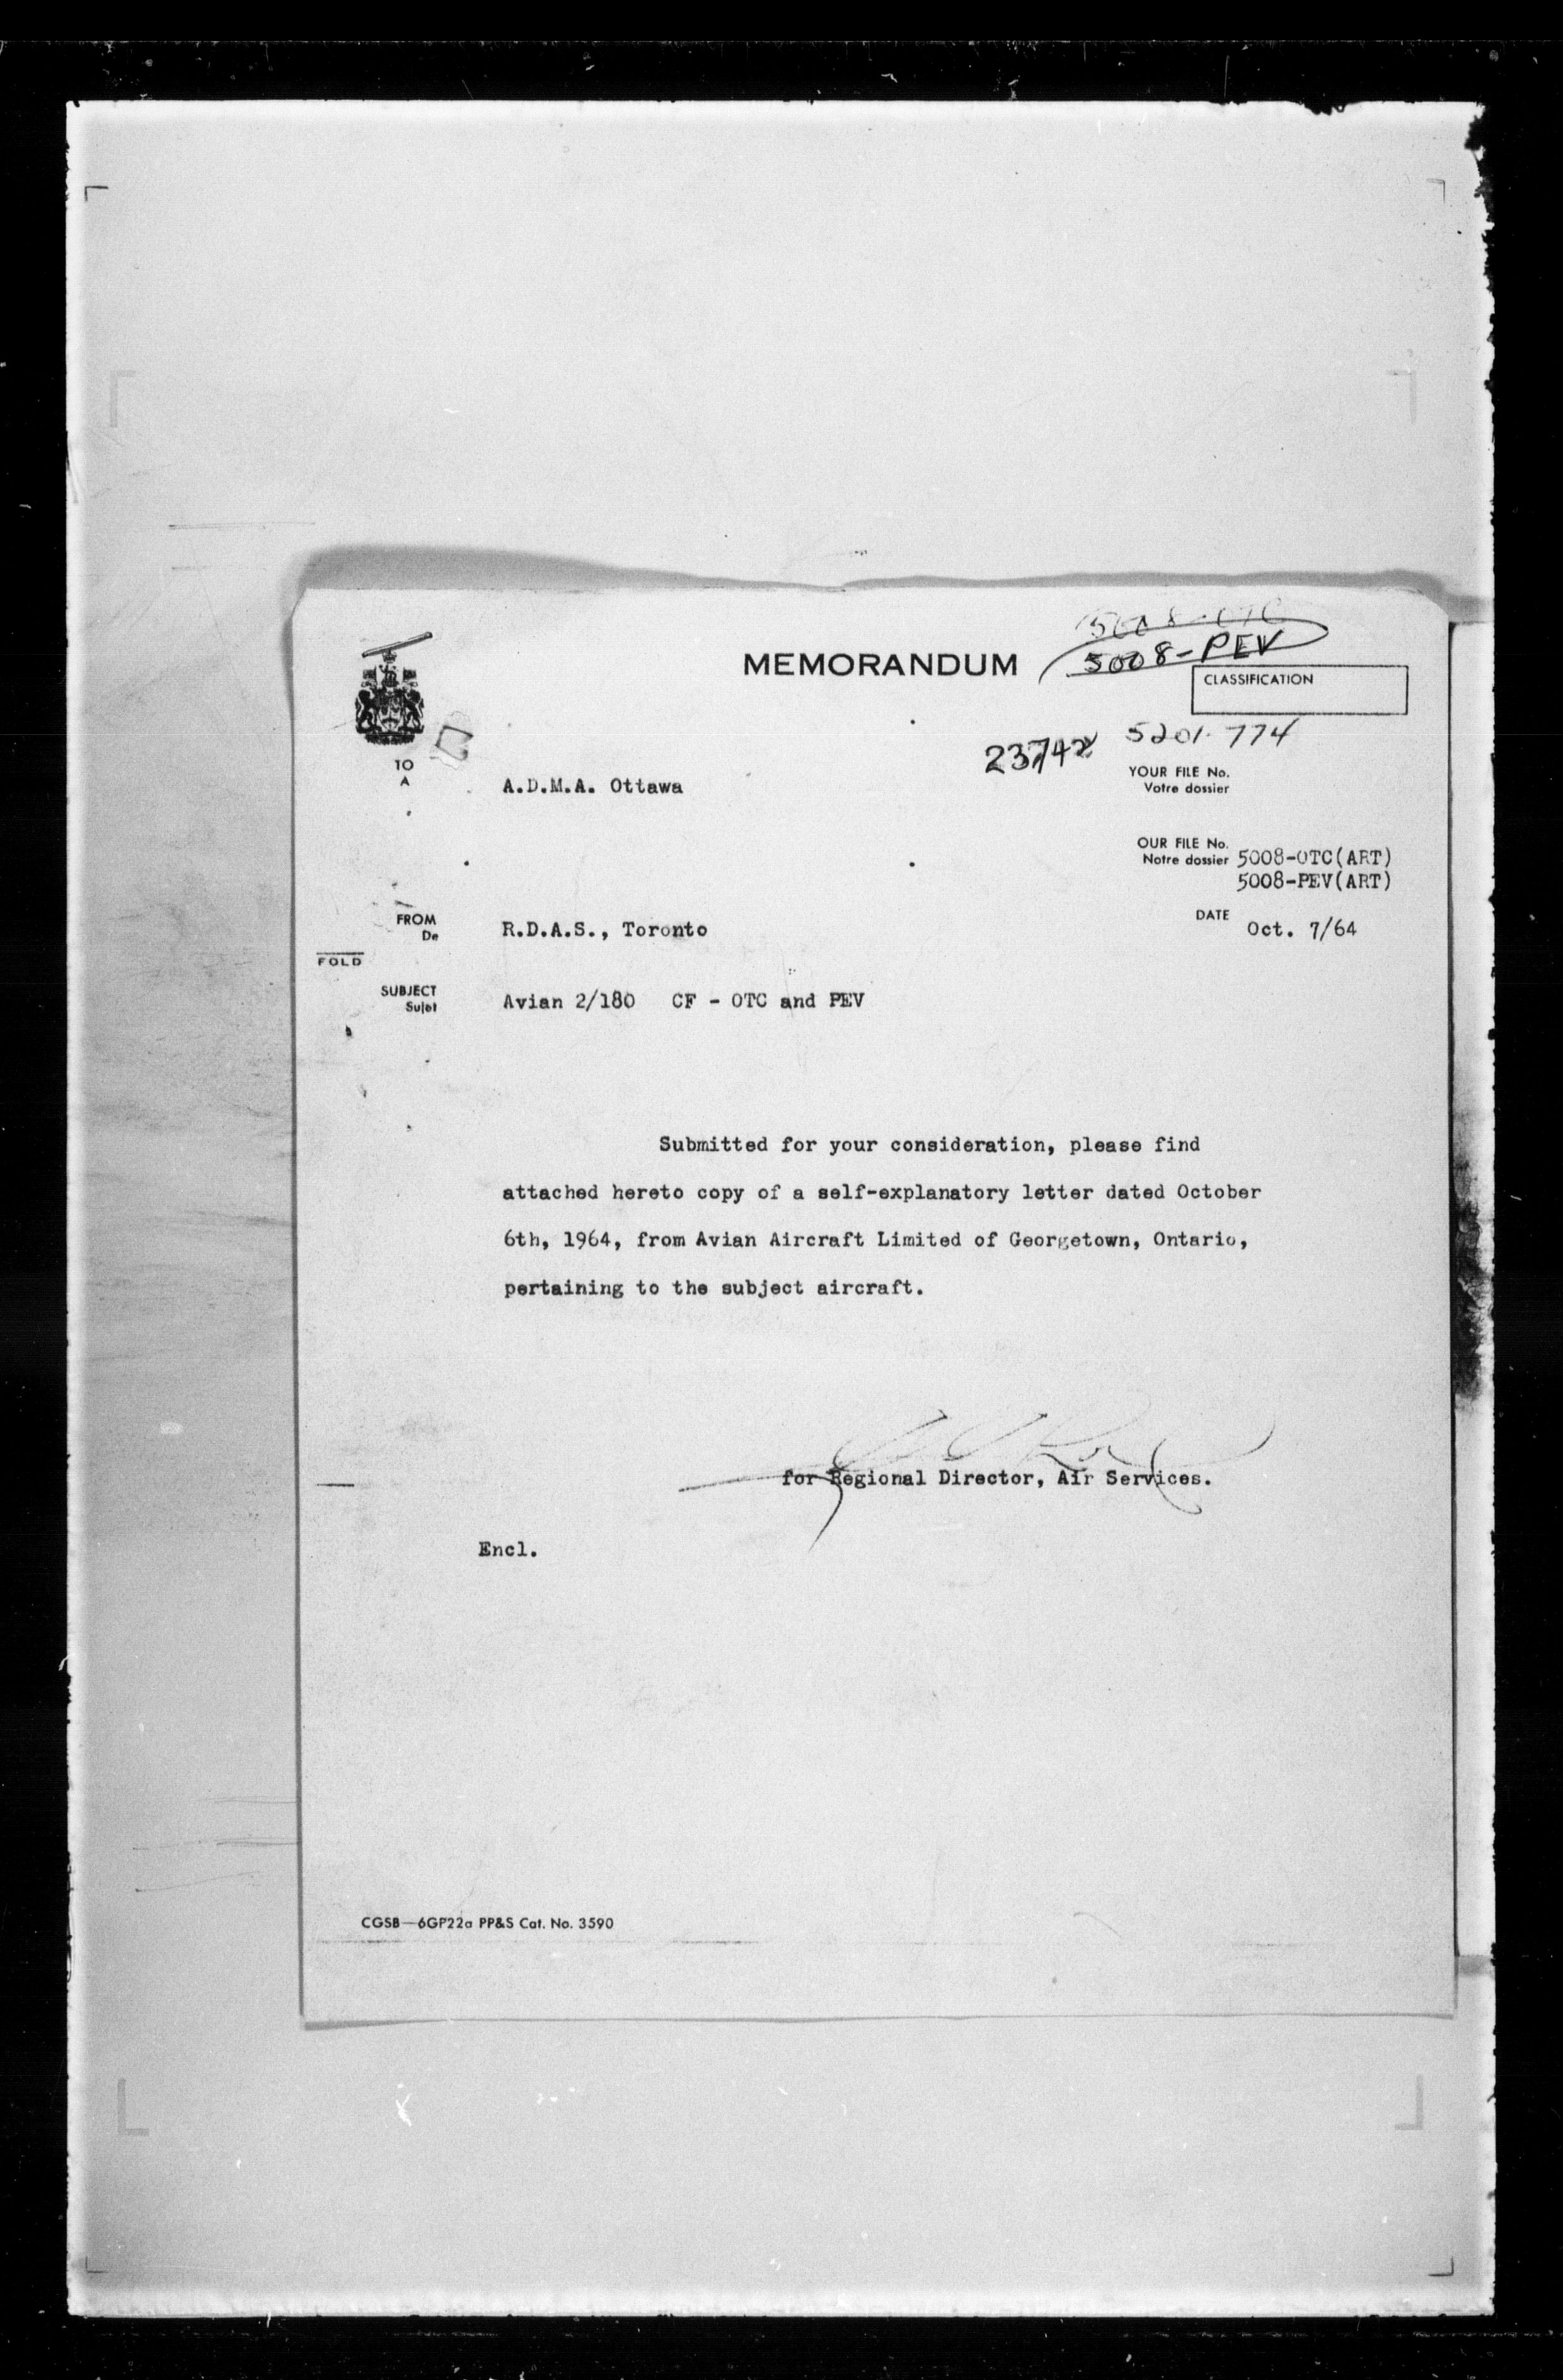 5008-OTC
5008-PEV
MEMORANDUM
CLASSIFICATION
23742
5201-774
TO
A
A.D.M.A. Ottawa
YOUR FILE No.
Votre dossier
OUR FILE No.
Notre dossier 5008-OTC(ART)
5008-PEV(ART)
FROM
De
R.D.A.S., Toronto
DATE
Oct. 7/64
FOLD
SUBJECT
Sujet
Avian 2/180 CF - OTC and PEV
Submitted for your consideration, please find
attached hereto copy of a self-explanatory letter dated October
6th, 1964, from Avian Aircraft Limited of Georgetown, Ontario,
pertaining to the subject aircraft.
for Regional Director, Air Services.
Encl.
CGSB-6GP22a PP&S Cat. No. 3590